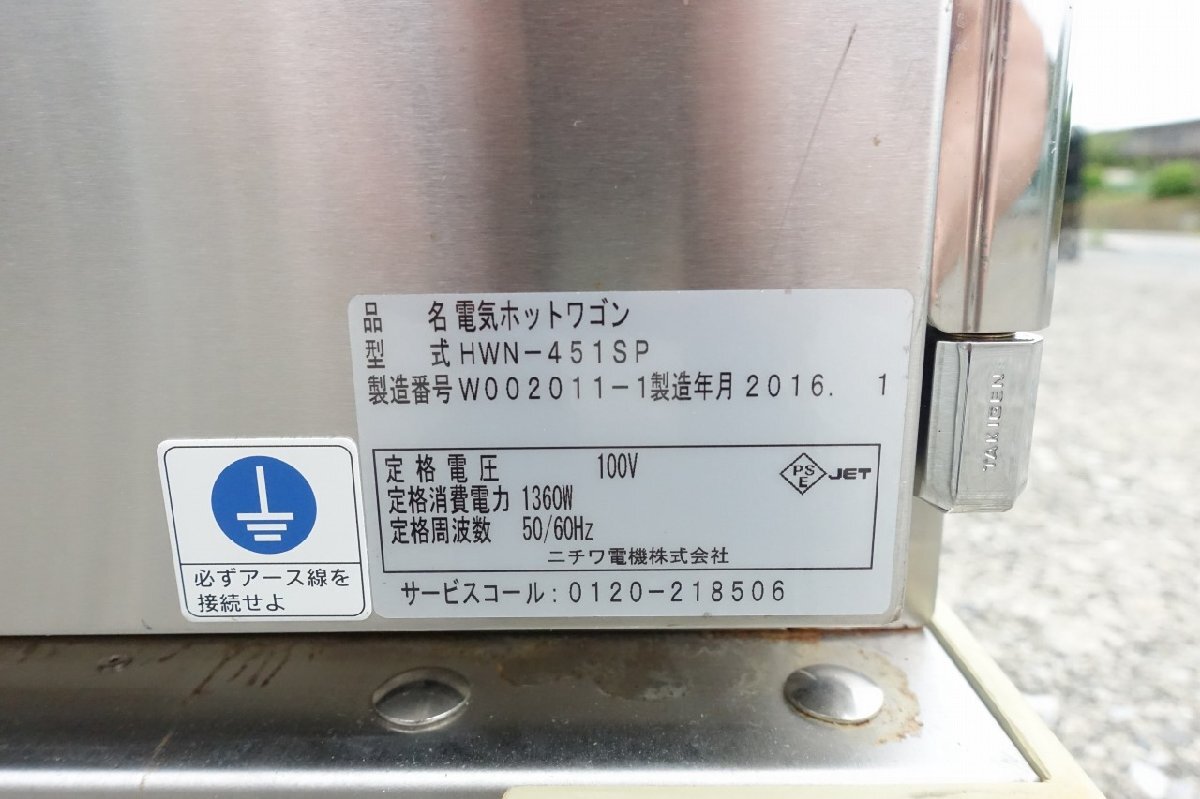 品 名 電気ホットワゴン
型 式 HWN-451SP
製造番号 W002011-1 製造年月 2016. 1
定格電圧 100V
PS E JET
定格消費電力 1360W
定格周波数 50/60Hz
ニチワ電機株式会社
サービスコール：0120-218506
必ずアース線を
接続せよ
TAKIGEN